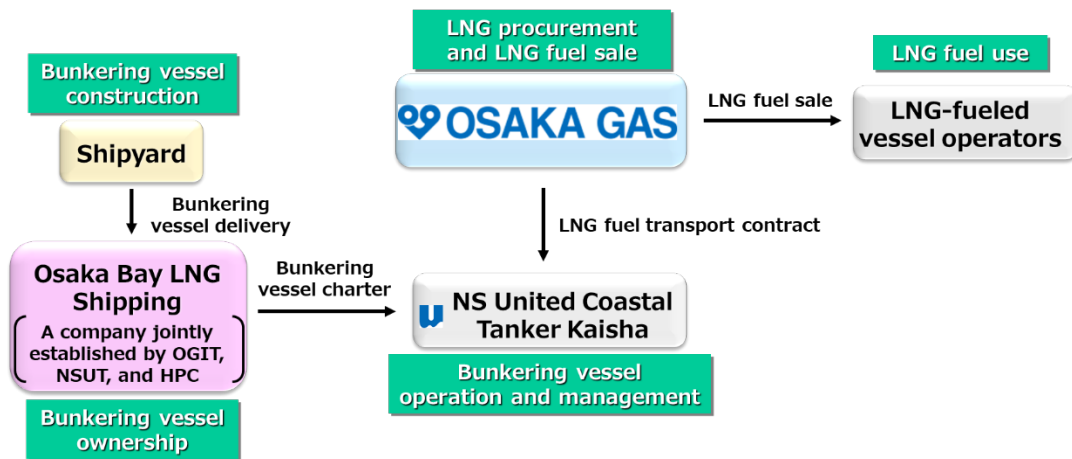 Bunkering vessel
construction
Shipyard
Bunkering
vessel delivery
Osaka Bay LNG
Shipping
A company jointly
established by OGIT,
NSUT, and HPC
Bunkering vessel
ownership
Bunkering
vessel charter
LNG procurement
and LNG fuel sale
OSAKA GAS
LNG fuel transport contract
NS United Coastal
Tanker Kaisha
Bunkering vessel
operation and management
LNG fuel sale
LNG fuel use
LNG-fueled
vessel operators